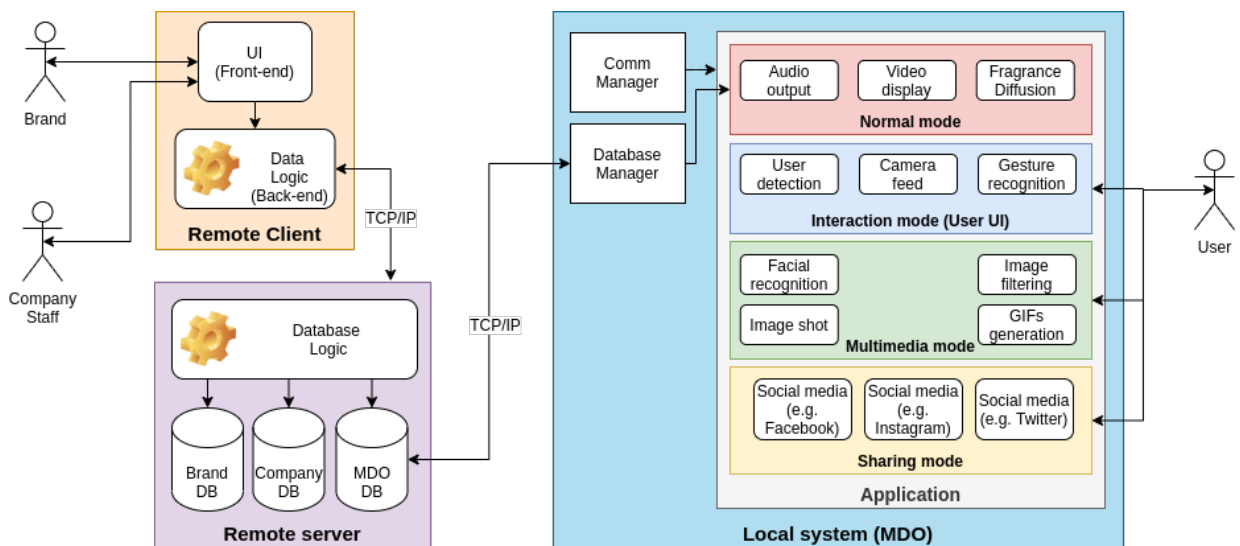 Brand
Company
Staff
UI
(Front-end)
Data
Logic
(Back-end)
Remote Client
TCP/IP
Database
Logic
Brand
DB
Company
DB
MDO
DB
Remote server
TCP/IP
Comm
Manager
Database
Manager
Audio
output
Video
display
Fragrance
Diffusion
Normal mode
User
detection
Camera
feed
Gesture
recognition
Interaction mode (User UI)
Facial
recognition
Image
filtering
Image shot
GIFs
generation
Multimedia mode
Social media
(e.g.
Facebook)
Social media
(e.g.
Instagram)
Social media
(e.g. Twitter)
Sharing mode
Application
Local system (MDO)
User